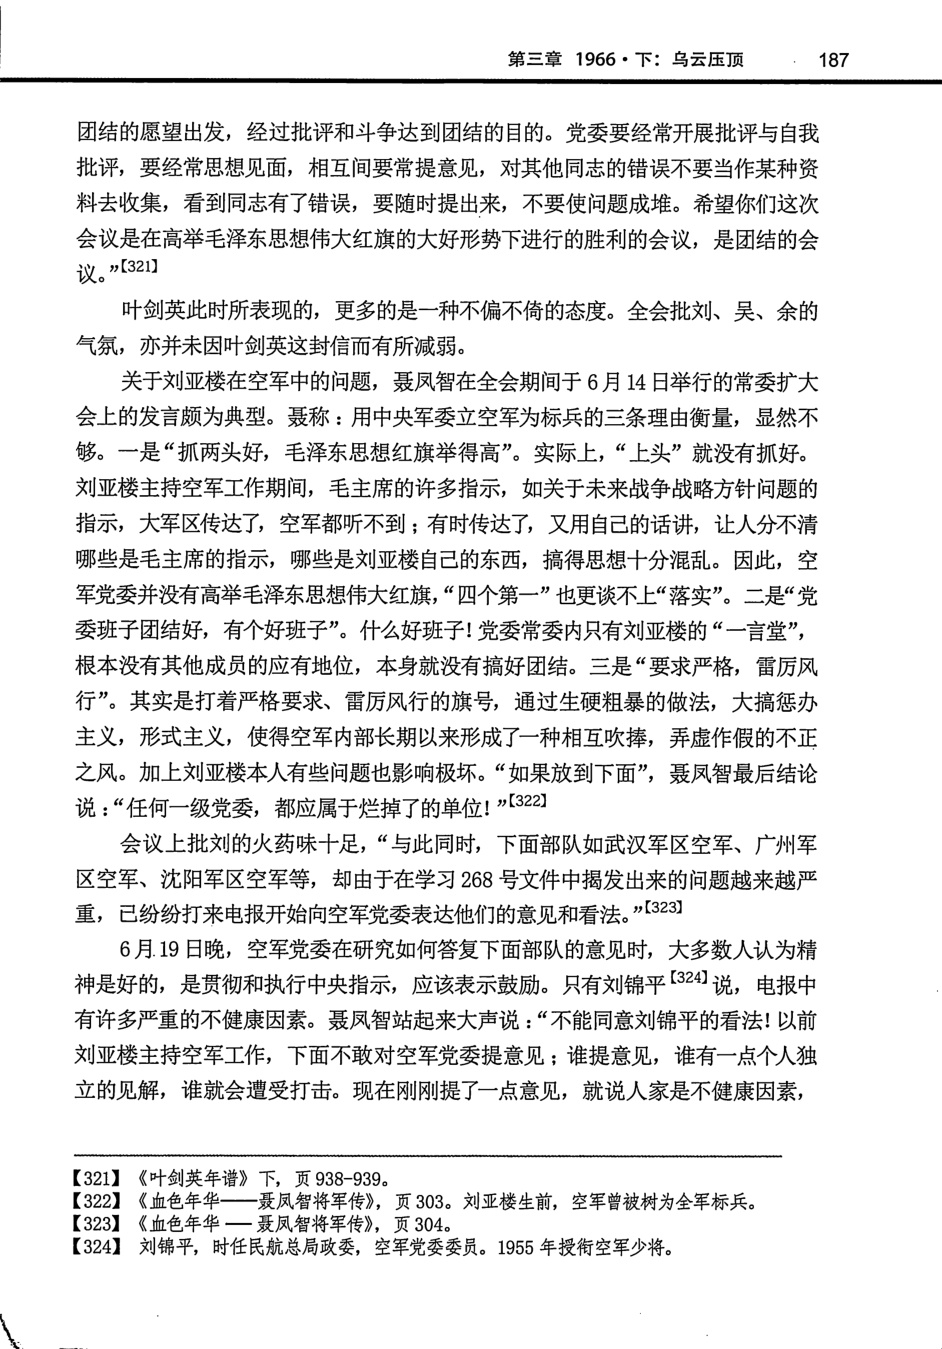 第三章 1966·下：乌云压顶 187
团结的愿望出发，经过批评和斗争达到团结的目的。党委要经常开展批评与自我
批评，要经常思想见面，相互间要常提意见，对其他同志的错误不要当作某种资
料去收集，看到同志有了错误，要随时提出来，不要使问题成堆。希望你们这次
会议是在高举毛泽东思想伟大红旗的大好形势下进行的胜利的会议，是团结的会
议。”【321】
叶剑英此时所表现的，更多的是一种不偏不倚的态度。全会批刘、吴、余的
气氛，亦并未因叶剑英这封信而有所减弱。
关于刘亚楼在空军中的问题，聂凤智在全会期间于 6 月 14 日举行的常委扩大
会上的发言颇为典型。聂称：用中央军委立空军为标兵的三条理由衡量，显然不
够。一是“抓两头好，毛泽东思想红旗举得高”。实际上，“上头”就没有抓好。
刘亚楼主持空军工作期间，毛主席的许多指示，如关于未来战争战略方针问题的
指示，大军区传达了，空军都听不到；有时传达了，又用自己的话讲，让人分不清
哪些是毛主席的指示，哪些是刘亚楼自己的东西，搞得思想十分混乱。因此，空
军党委并没有高举毛泽东思想伟大红旗，“四个第一”也更谈不上“落实”。二是“党
委班子团结好，有个好班子”。什么好班子！党委常委内只有刘亚楼的“一言堂”，
根本没有其他成员的应有地位，本身就没有搞好团结。三是“要求严格，雷厉风
行”。其实是打着严格要求、雷厉风行的旗号，通过生硬粗暴的做法，大搞惩办
主义，形式主义，使得空军内部长期以来形成了一种相互吹捧，弄虚作假的不正
之风。加上刘亚楼本人有些问题也影响极坏。“如果放到下面”，聂凤智最后结论
说：“任何一级党委，都应属于烂掉了的单位！”【322】
会议上批刘的火药味十足，“与此同时，下面部队如武汉军区空军、广州军
区空军、沈阳军区空军等，却由于在学习 268 号文件中揭发出来的问题越来越严
重，已纷纷打来电报开始向空军党委表达他们的意见和看法。”【323】
6 月 19 日晚，空军党委在研究如何答复下面部队的意见时，大多数人认为精
神是好的，是贯彻和执行中央指示，应该表示鼓励。只有刘锦平【324】说，电报中
有许多严重的不健康因素。聂凤智站起来大声说：“不能同意刘锦平的看法！以前
刘亚楼主持空军工作，下面不敢对空军党委提意见；谁提意见，谁有一点个人独
立的见解，谁就会遭受打击。现在刚刚提了一点意见，就说人家是不健康因素，
【321】《叶剑英年谱》下，页 938-939。
【322】《血色年华——聂凤智将军传》，页 303。刘亚楼生前，空军曾被树为全军标兵。
【323】《血色年华——聂凤智将军传》，页 304。
【324】 刘锦平，时任民航总局政委，空军党委委员。1955 年授衔空军少将。